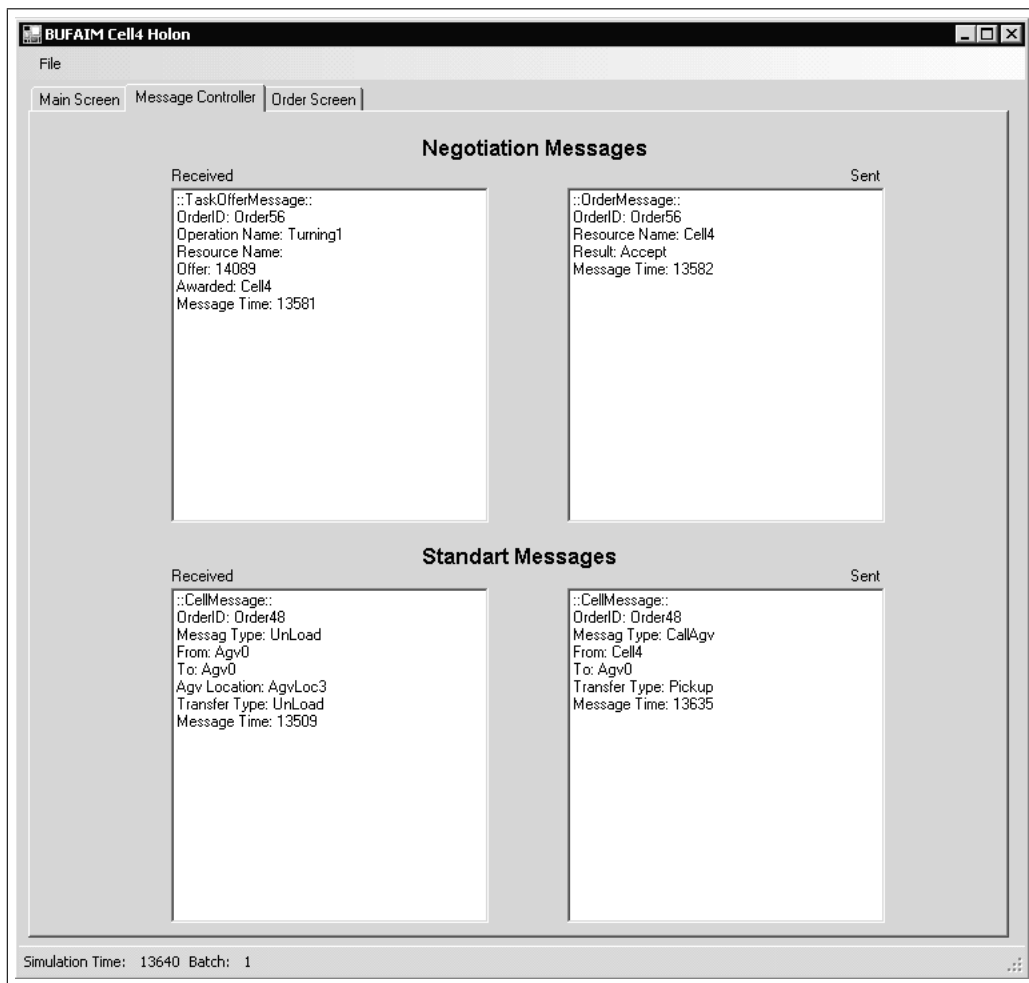 BUFAIM Cell4 Holon
File
Main Screen Message Controller Order Screen
Negotiation Messages
Received
::TaskOfferMessage::
OrderID: Order56
Operation Name: Turning1
Resource Name:
Offer: 14089
Awarded: Cell4
Message Time: 13581
Sent
::OrderMessage::
OrderID: Order56
Resource Name: Cell4
Result: Accept
Message Time: 13582
Standart Messages
Received
::CellMessage::
OrderID: Order48
Messag Type: UnLoad
From: Agv0
To: Agv0
Agv Location: AgvLoc3
Transfer Type: UnLoad
Message Time: 13509
Sent
::CellMessage::
OrderID: Order48
Messag Type: CallAgv
From: Cell4
To: Agv0
Transfer Type: Pickup
Message Time: 13635
Simulation Time: 13640 Batch: 1